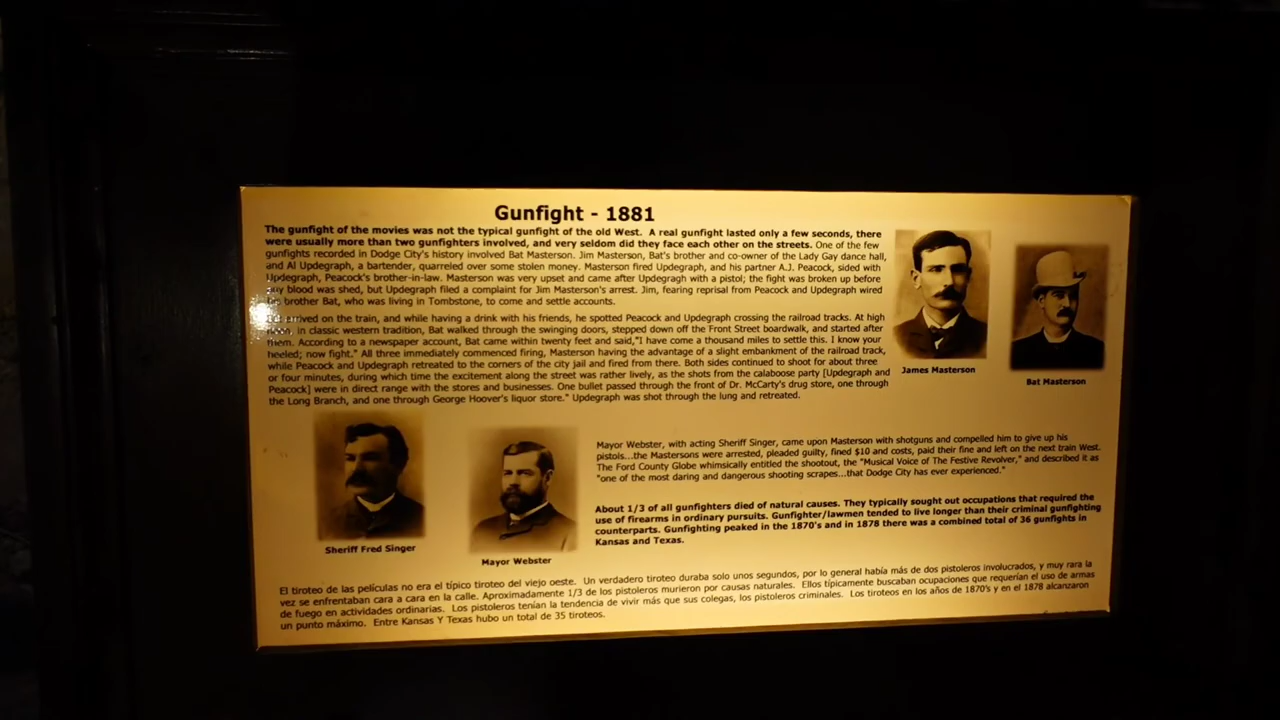 Gunfight - 1881
The gunfight of the movies was not the typical gunfight of the old West. A real gunfight lasted only a few seconds, there
were usually more than two gunfighters involved, and very seldom did they face each other on the streets. One of the few
gunfights recorded in Dodge City's history involved Bat Masterson. Jim Masterson, Bat's brother and co-owner of the Lady Gay dance hall,
and Al Updegraph, a bartender, quarreled over some stolen money. Masterson fired Updegraph, and his partner A.J. Peacock, sided with
Updegraph, Peacock's brother-in-law. Masterson was very upset and came after Updegragh with a pistol; the fight was broken up before
any blood was shed, but Updegraph filed a complaint for Jim Masterson's arrest. Jim, fearing reprisal from Peacock and Updegraph wired
his brother Bat, who was living in Tombstone, to come and settle accounts.
arrived on the train, and while having a drink with his friends, he spotted Peacock and Updegraph crossing the railroad tracks. At high
noon, in classic western tradition, Bat walked through the swinging doors, stepped down off the Front Street boardwalk, and started after
them. According to a newspaper account, Bat came within twenty feet and said,"I have come a thousand miles to settle this. I know your
heeled; now fight." All three immediately commenced firing, Masterson having the advantage of a slight embankment of the railroad track,
while Peacock and Updegraph retreated to the corners of the city jail and fired from there. Both sides continued to shoot for about three
or four minutes, during which time the excitement along the street was rather lively, as the shots from the calaboose party [Updegraph and
Peacock] were in direct range with the stores and businesses. One bullet passed through the front of Dr. McCarty's drug store, one through
the Long Branch, and one through George Hoover's liquor store." Updegraph was shot through the lung and retreated.
James Masterson
Bat Masterson
Mayor Webster, with acting Sheriff Singer, came upon Masterson with shotguns and compelled him to give up his
pistols...the Mastersons were arrested, pleaded guilty, fined $10 and costs, paid their fine and left on the next train West.
The Ford County Globe whimsically entitled the shootout, the "Musical Voice of The Festive Revolver," and described it as
"one of the most daring and dangerous shooting scrapes...that Dodge City has ever experienced."
About 1/3 of all gunfighters died of natural causes. They typically sought out occupations that required the
use of firearms in ordinary pursuits. Gunfighter/lawmen tended to live longer than their criminal gunfighting
counterparts. Gunfighting peaked in the 1870's and in 1878 there was a combined total of 36 gunfights in
Kansas and Texas.
Sheriff Fred Singer
Mayor Webster
El tiroteo de las películas no era el típico tiroteo del viejo oeste. Un verdadero tiroteo duraba solo unos segundos, por lo general había más de dos pistoleros involucrados, y muy rara la
vez se enfrentaban cara a cara en la calle. Aproximadamente 1/3 de los pistoleros murieron por causas naturales. Ellos típicamente buscaban ocupaciones que requerían el uso de armas
de fuego en actividades ordinarias. Los pistoleros tenían la tendencia de vivir más que sus colegas, los pistoleros criminales. Los tiroteos en los años de 1870's y en el 1878 alcanzaron
un punto máximo. Entre Kansas Y Texas hubo un total de 35 tiroteos.